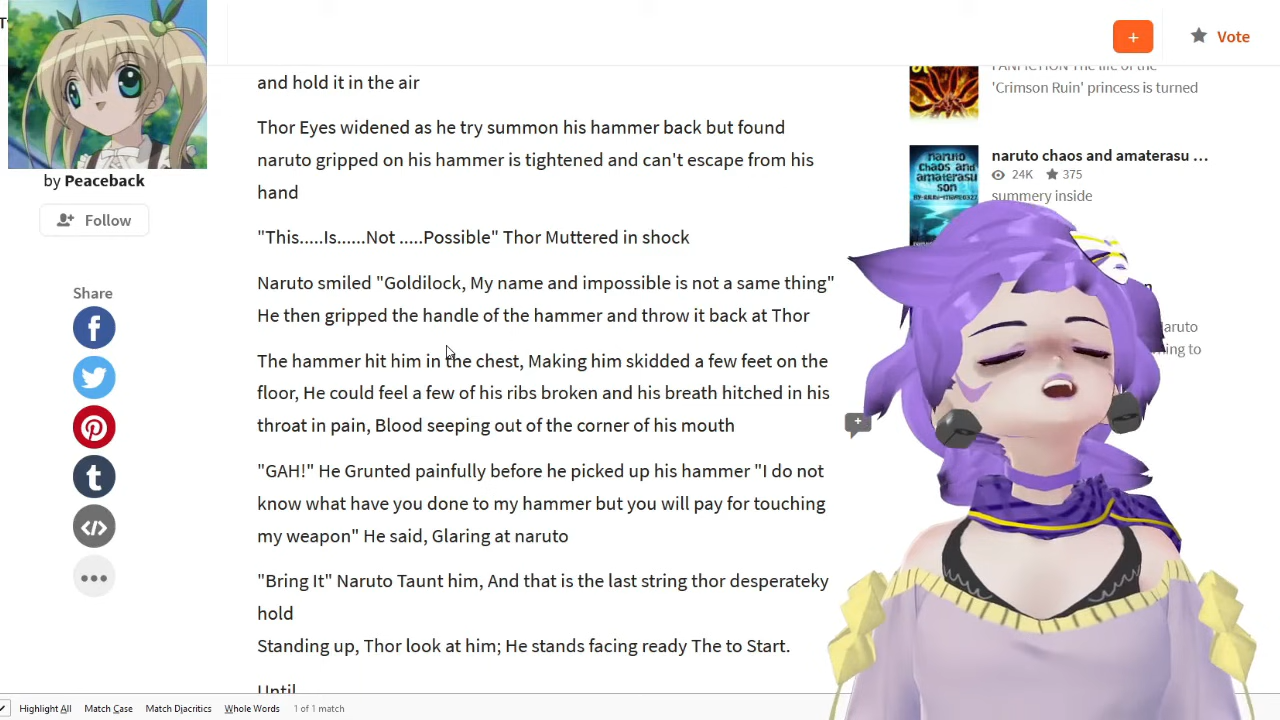 T
+
Vote
and hold it in the air
Thor Eyes widened as he try summon his hammer back but found
naruto gripped on his hammer is tightened and can't escape from his
hand
"This.....Is......Not .....Possible" Thor Muttered in shock
Naruto smiled "Goldilock, My name and impossible is not a same thing"
He then gripped the handle of the hammer and throw it back at Thor
The hammer hit him in the chest, Making him skidded a few feet on the
floor, He could feel a few of his ribs broken and his breath hitched in his
throat in pain, Blood seeping out of the corner of his mouth
"GAH!" He Grunted painfully before he picked up his hammer "I do not
know what have you done to my hammer but you will pay for touching
my weapon" He said, Glaring at naruto
"Bring It" Naruto Taunt him, And that is the last string thor desperateky
hold
Standing up, Thor look at him; He stands facing ready The to Start.
Until
by Peaceback
Follow
Share
FANFICTION The life of the
'Crimson Ruin' princess is turned
naruto chaos and amaterasu ...
24K 375
summery inside
naruto
chaos and
amaterasu
son
+
Highlight All Match Case Match Diacritics Whole Words 1 of 1 match